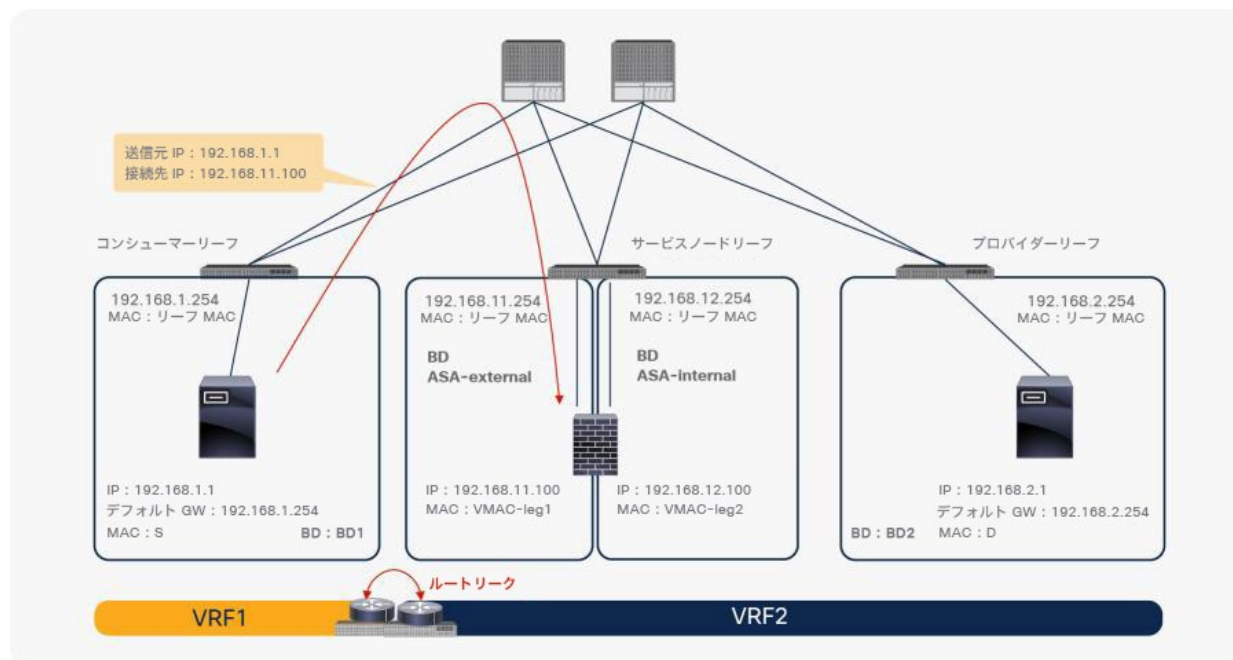 送信元 IP：192.168.1.1
接続先 IP：192.168.11.100
コンシューマーリーフ
サービスノードリーフ
プロバイダーリーフ
192.168.1.254
MAC：リーフ MAC
192.168.11.254
MAC：リーフ MAC
192.168.12.254
MAC：リーフ MAC
192.168.2.254
MAC：リーフ MAC
BD
ASA-external
BD
ASA-internal
IP：192.168.1.1
デフォルト GW：192.168.1.254
MAC：S
BD：BD1
IP：192.168.11.100
MAC：VMAC-leg1
IP：192.168.12.100
MAC：VMAC-leg2
IP：192.168.2.1
デフォルト GW：192.168.2.254
BD：BD2
MAC：D
ルートリーク
VRF1
VRF2